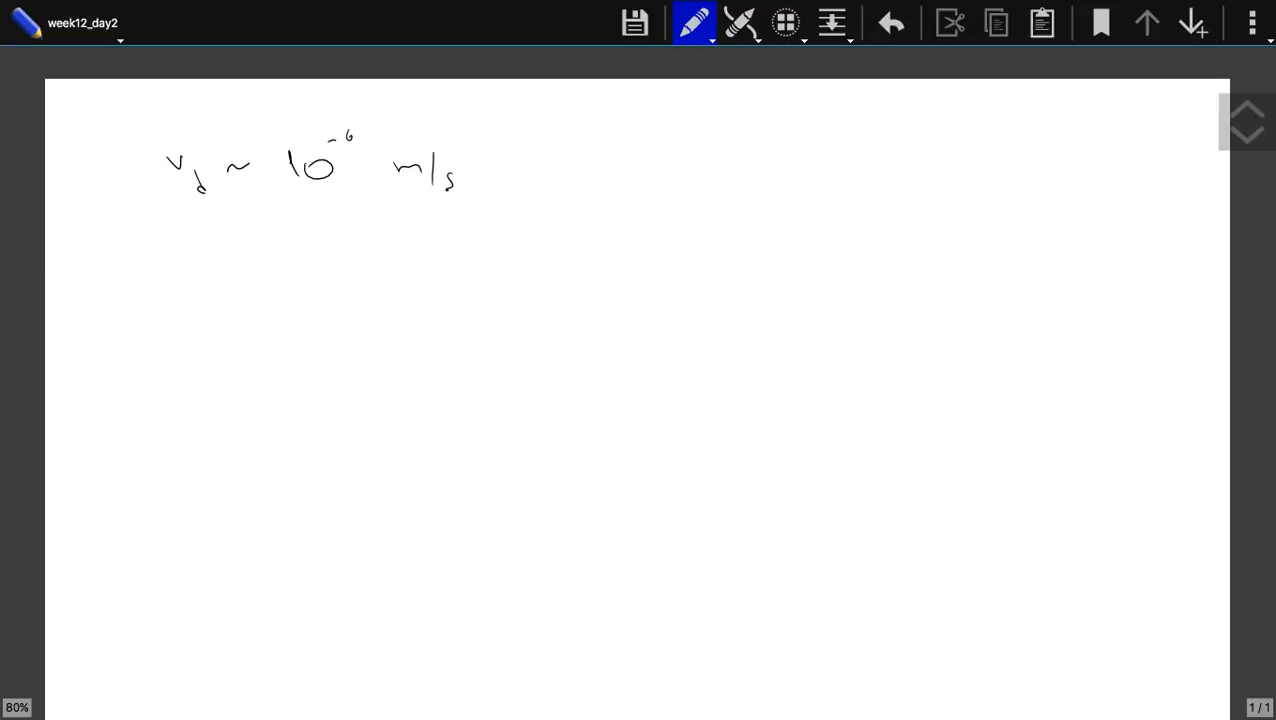 week12_day2
v_d ~ 10^-6 m/s
80%
1 / 1